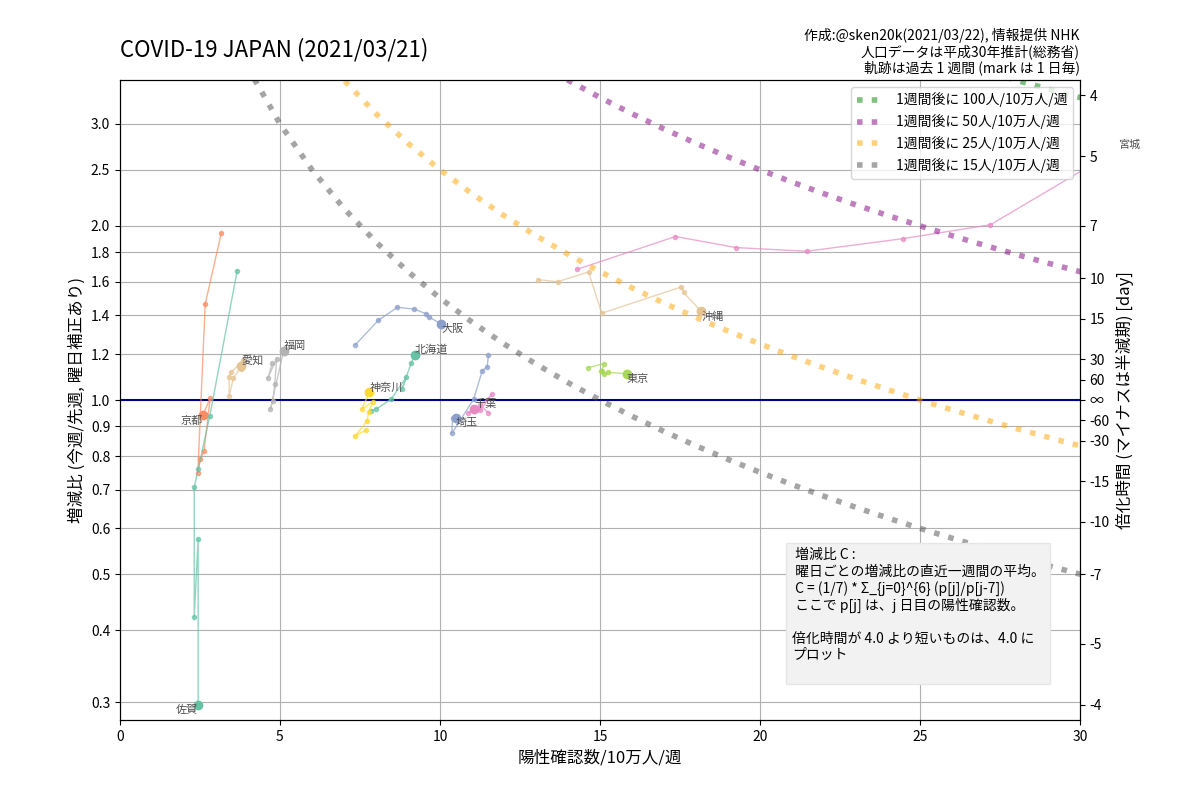 COVID-19 JAPAN (2021/03/21)
作成:@sken20k(2021/03/22), 情報提供 NHK
人口データは平成30年推計(総務省)
軌跡は過去 1 週間 (mark は 1 日毎)
1週間後に 100人/10万人/週
1週間後に 50人/10万人/週
1週間後に 25人/10万人/週
1週間後に 15人/10万人/週
宮城
沖縄
大阪
北海道
福岡
愛知
東京
神奈川
千葉
京都
埼玉
佐賀
増減比 (今週/先週, 曜日補正あり)
3.0
2.5
2.0
1.8
1.6
1.4
1.2
1.0
0.9
0.8
0.7
0.6
0.5
0.4
0.3
倍化時間 (マイナスは半減期) [day]
4
5
7
10
15
30
60
∞
-60
-30
-15
-10
-7
-5
-4
増減比 C :
曜日ごとの増減比の直近一週間の平均。
C = (1/7) * Σ_{j=0}^{6} (p[j]/p[j-7])
ここで p[j] は、j 日目の陽性確認数。
倍化時間が 4.0 より短いものは、4.0 に
プロット
0 5 10 15 20 25 30
陽性確認数/10万人/週